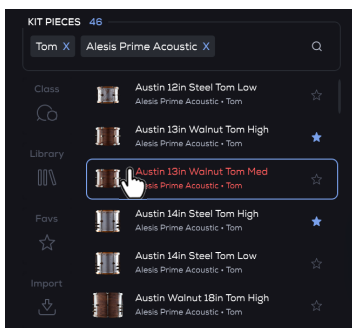 KIT PIECES 46
Tom X Alesis Prime Acoustic X
Class
Austin 12in Steel Tom Low
Alesis Prime Acoustic • Tom
Austin 13in Walnut Tom High
Alesis Prime Acoustic • Tom
Library
Austin 13in Walnut Tom Med
Alesis Prime Acoustic • Tom
Favs
Austin 14in Steel Tom High
Alesis Prime Acoustic • Tom
Austin 14in Steel Tom Low
Alesis Prime Acoustic • Tom
Import
Austin Walnut 18in Tom High
Alesis Prime Acoustic • Tom